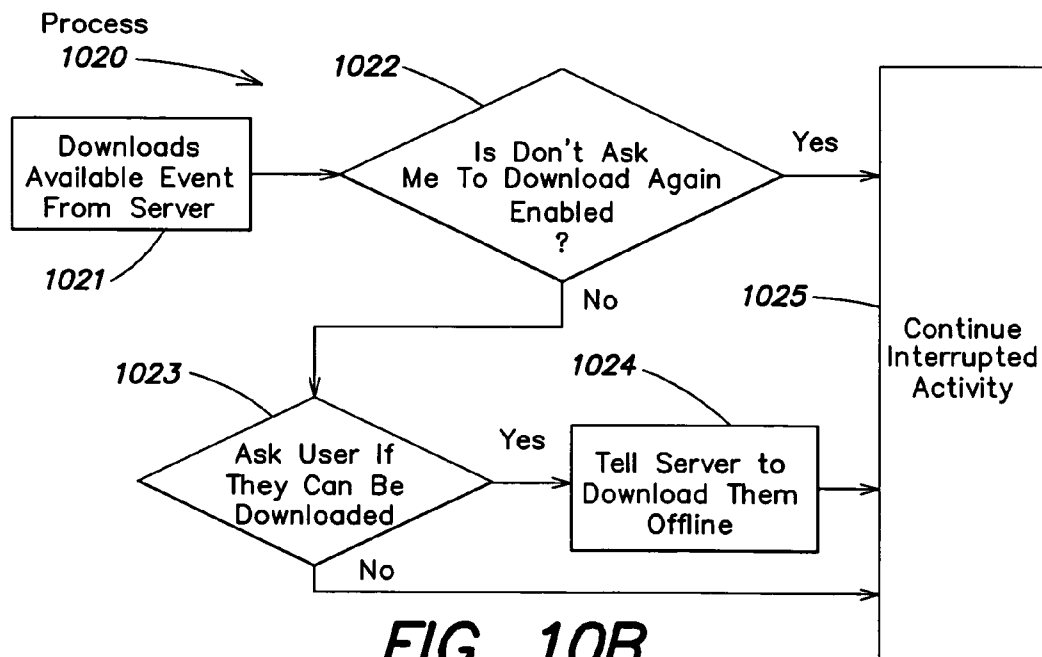 Process
1020
1022
Downloads
Available Event
From Server
1021
Is Don't Ask
Me To Download Again
Enabled
?
Yes
No
1025
Continue
Interrupted
Activity
1023
Ask User If
They Can Be
Downloaded
Yes
No
1024
Tell Server to
Download Them
Offline
FIG. 10B